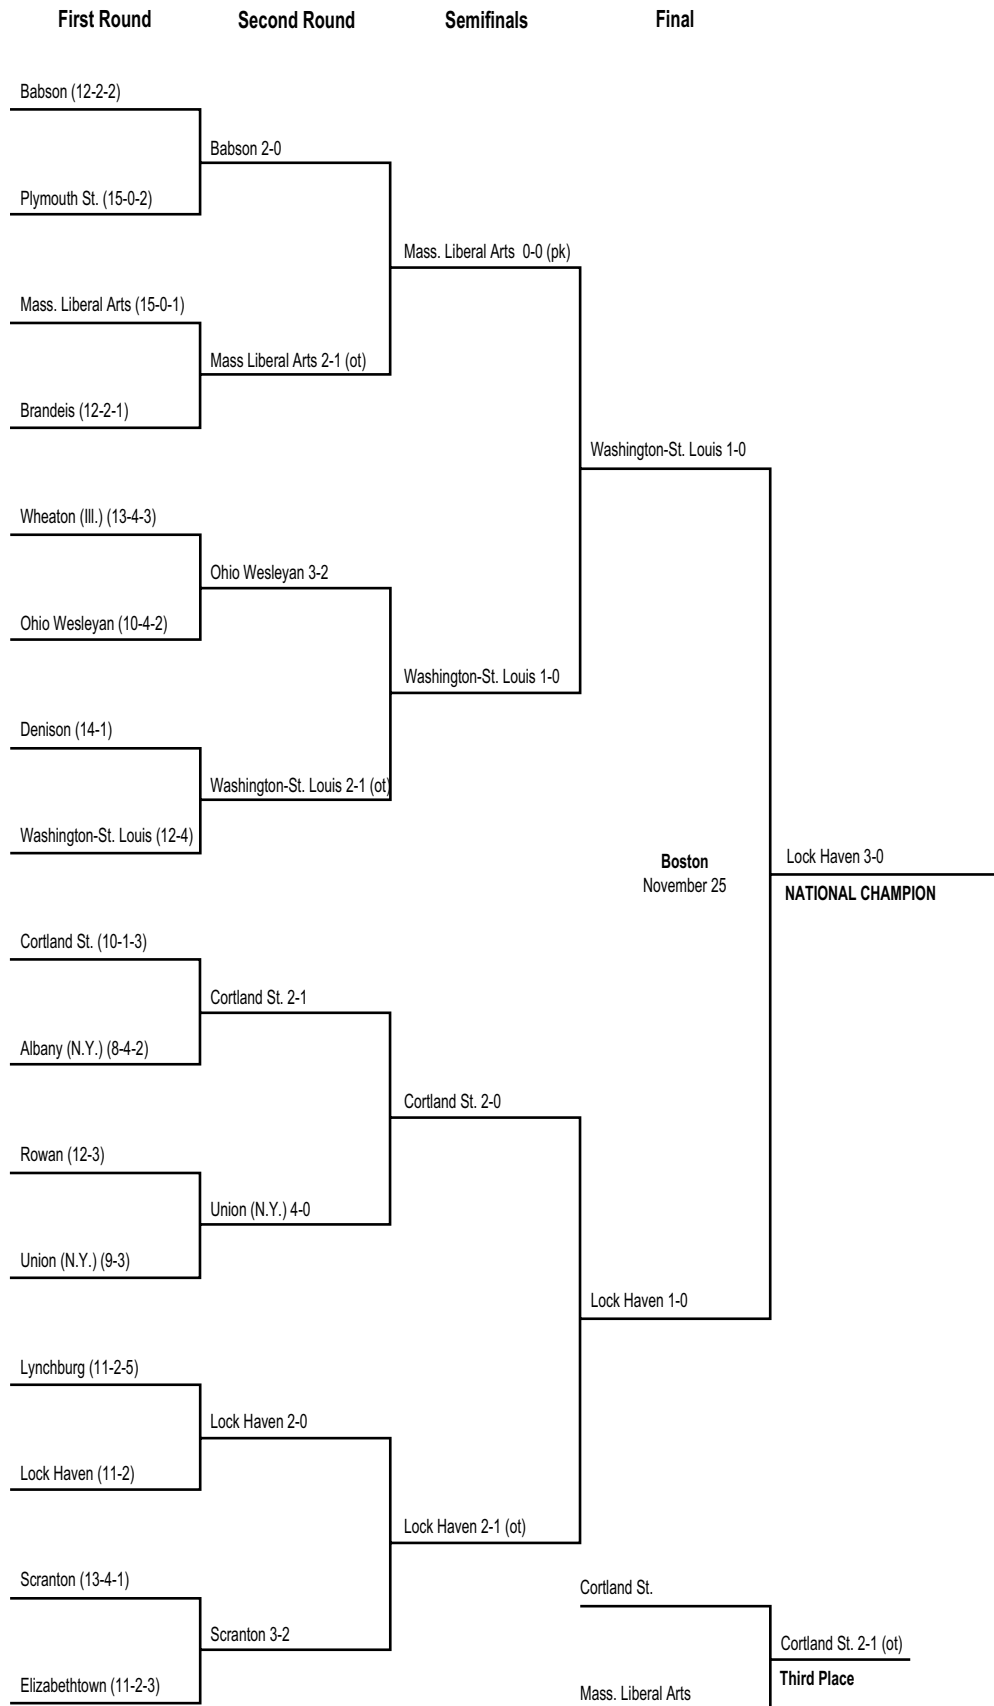 First Round
Second Round
Semifinals
Final
Babson (12-2-2)
Babson 2-0
Plymouth St. (15-0-2)
Mass. Liberal Arts  0-0 (pk)
Mass. Liberal Arts (15-0-1)
Mass Liberal Arts 2-1 (ot)
Brandeis (12-2-1)
Washington-St. Louis 1-0
Wheaton (Ill.) (13-4-3)
Ohio Wesleyan 3-2
Ohio Wesleyan (10-4-2)
Washington-St. Louis 1-0
Denison (14-1)
Washington-St. Louis 2-1 (ot)
Washington-St. Louis (12-4)
Boston
November 25
Lock Haven 3-0
NATIONAL CHAMPION
Cortland St. (10-1-3)
Cortland St. 2-1
Albany (N.Y.) (8-4-2)
Cortland St. 2-0
Rowan (12-3)
Union (N.Y.) 4-0
Union (N.Y.) (9-3)
Lock Haven 1-0
Lynchburg (11-2-5)
Lock Haven 2-0
Lock Haven (11-2)
Lock Haven 2-1 (ot)
Scranton (13-4-1)
Scranton 3-2
Elizabethtown (11-2-3)
Cortland St.
Cortland St. 2-1 (ot)
Third Place
Mass. Liberal Arts